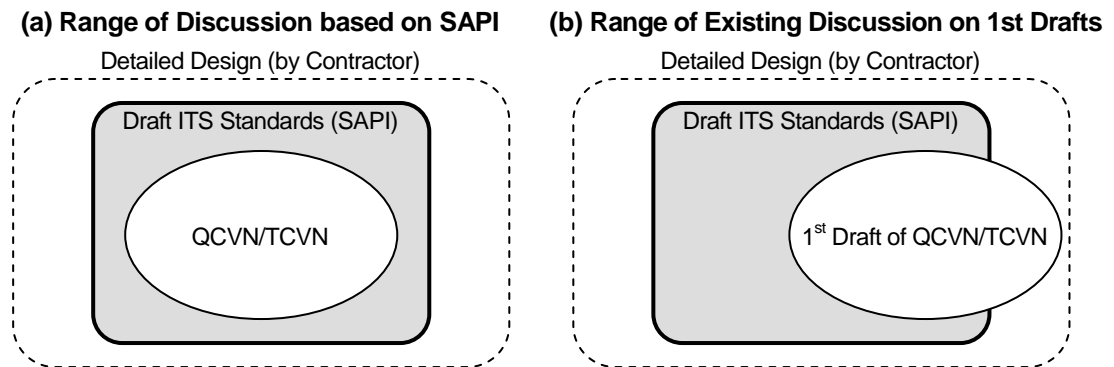 (a) Range of Discussion based on SAPI
Detailed Design (by Contractor)
Draft ITS Standards (SAPI)
QCVN/TCVN
(b) Range of Existing Discussion on 1st Drafts
Detailed Design (by Contractor)
Draft ITS Standards (SAPI)
1st Draft of QCVN/TCVN